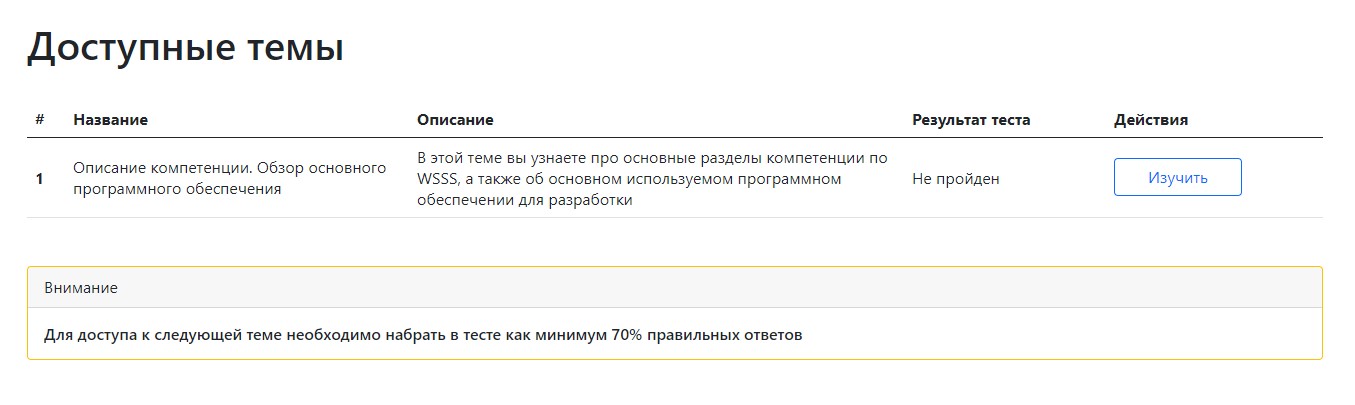 Доступные темы
# Название Описание Результат теста Действия
1 Описание компетенции. Обзор основного программного обеспечения
В этой теме вы узнаете про основные разделы компетенции по
WSSS, а также об основном используемом программном
обеспечении для разработки
Не пройден
Изучить
Внимание
Для доступа к следующей теме необходимо набрать в тесте как минимум 70% правильных ответов